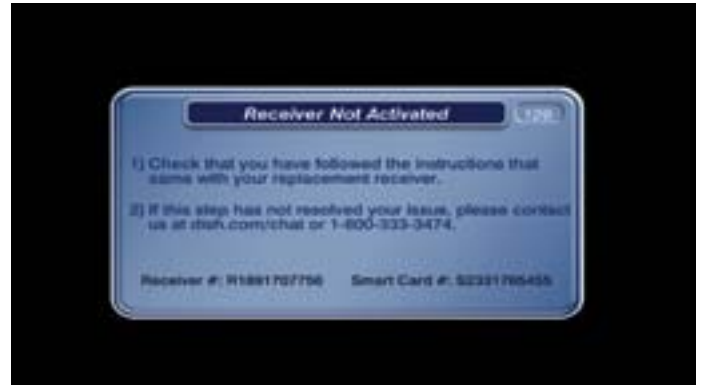 Receiver Not Activated
1) Check that you have followed the instructions that
came with your replacement receiver.
2) If this step has not resolved your issue, please contact
us at dish.com/chat or 1-800-333-3474.
Receiver #: Smart Card #: